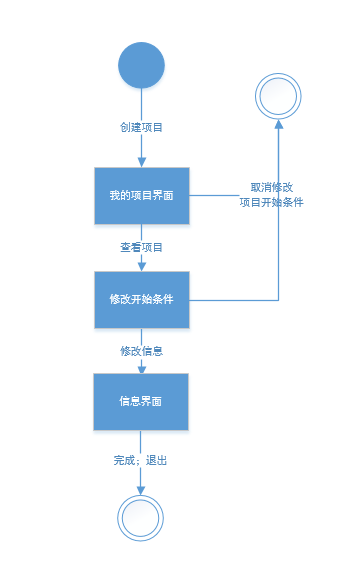 创建项目
我的项目界面
取消修改
项目开始条件
查看项目
修改开始条件
修改信息
信息界面
完成；退出